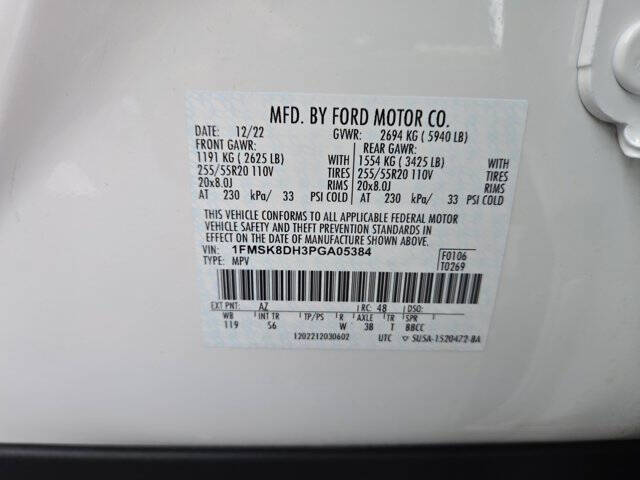 MFD. BY FORD MOTOR CO.
DATE: 12/22 GVWR: 2694 KG ( 5940 LB)
FRONT GAWR: REAR GAWR:
1191 KG ( 2625 LB) WITH 1554 KG ( 3425 LB) WITH
255/55R20 110V TIRES 255/55R20 110V TIRES
20x8.0J RIMS 20x8.0J RIMS
AT 230 kPa/ 33 PSI COLD AT 230 kPa/ 33 PSI COLD
THIS VEHICLE CONFORMS TO ALL APPLICABLE FEDERAL MOTOR
VEHICLE SAFETY AND THEFT PREVENTION STANDARDS IN
EFFECT ON THE DATE OF MANUFACTURE SHOWN ABOVE.
VIN: 1FMSK8DH3PGA05384 F0106
TYPE: MPV T0269
EXT PNT: AZ RC: 48 DSO:
WB INT TR TP/PS R AXLE TR SPR
119 S6 W 3B T BBCC
1202212030602 UTC ▽ SU5A-1520472-BA